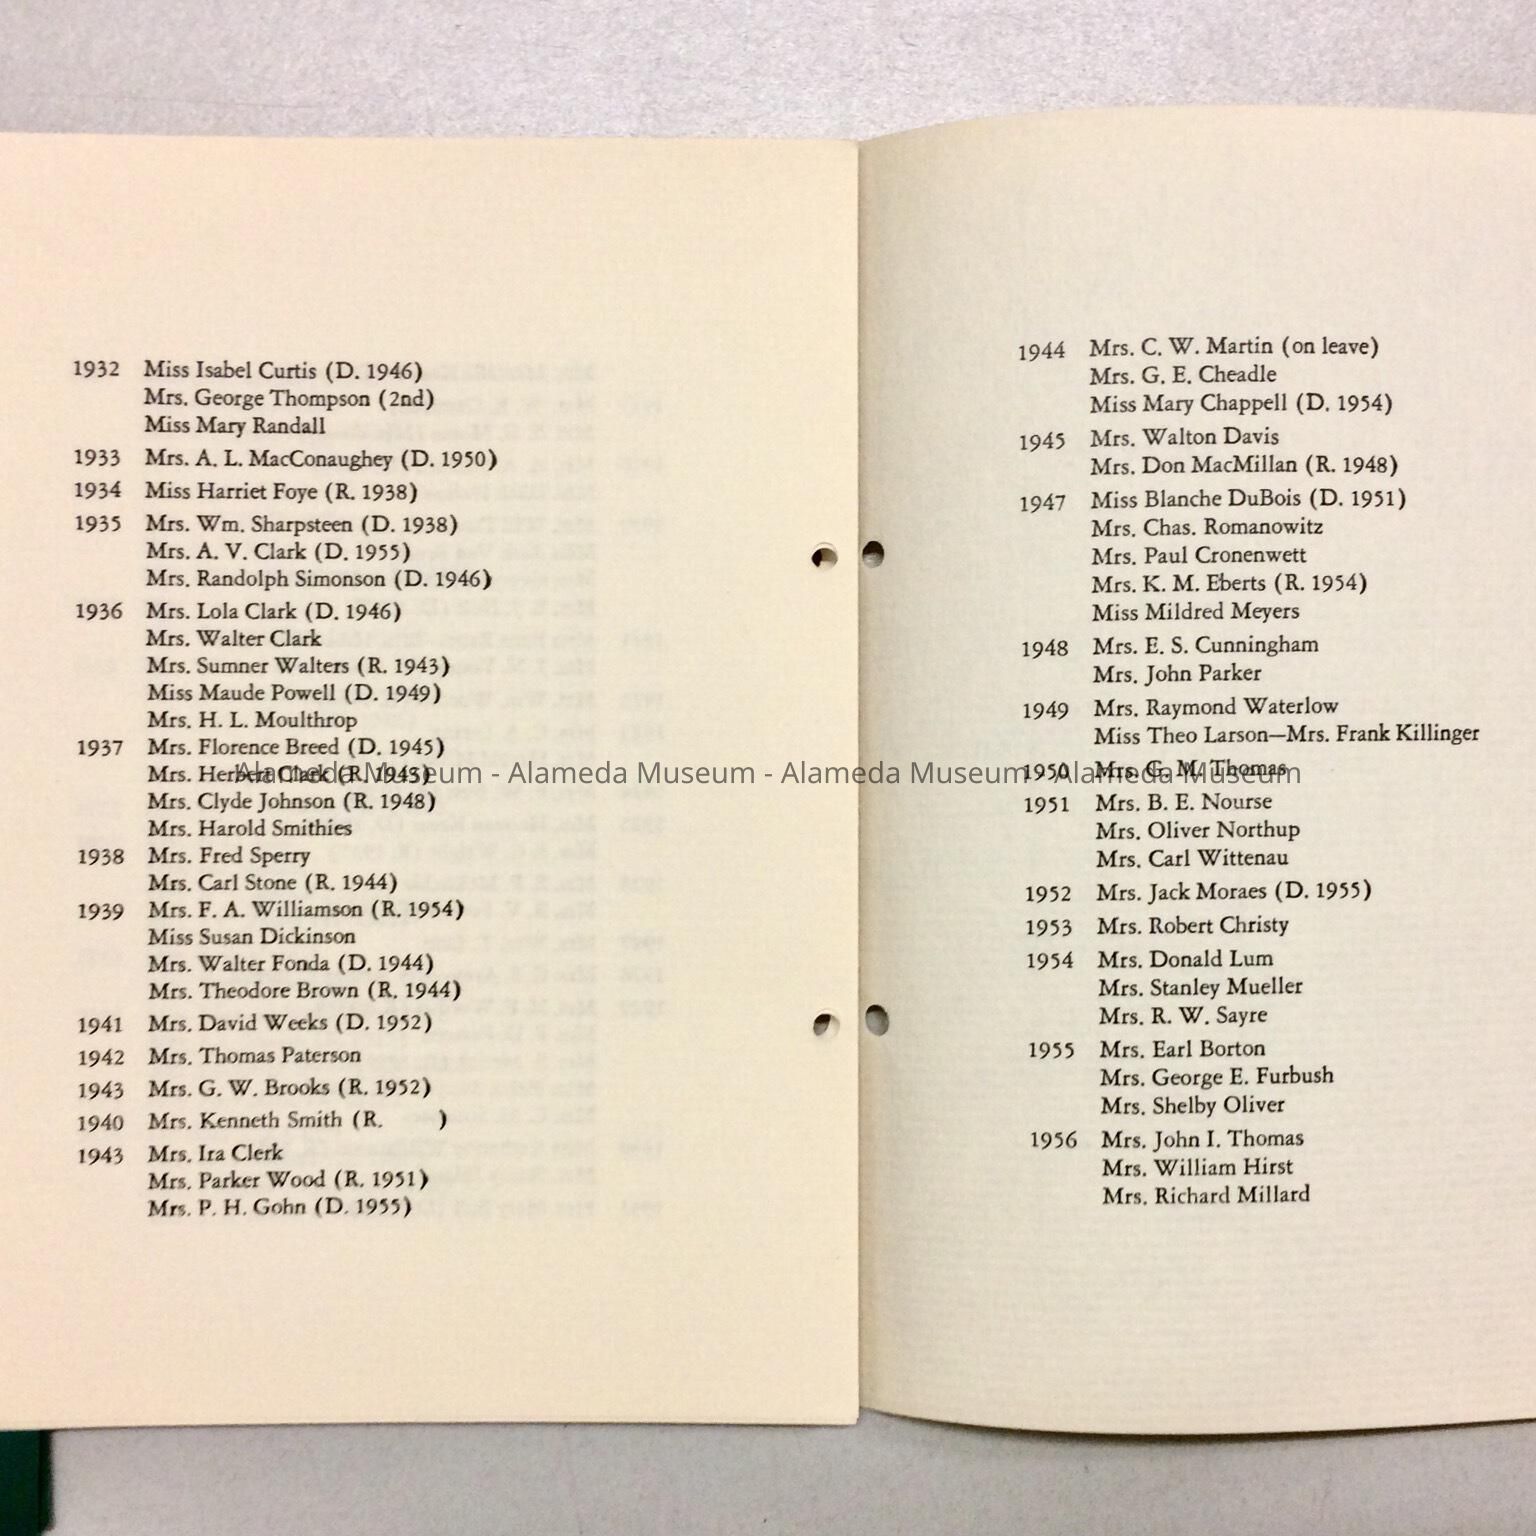 1932 Miss Isabel Curtis (D. 1946)
Mrs. George Thompson (2nd)
Miss Mary Randall
1933 Mrs. A. L. MacConaughey (D. 1950)
1934 Miss Harriet Foye (R. 1938)
1935 Mrs. Wm. Sharpsteen (D. 1938)
Mrs. A. V. Clark (D. 1955)
Mrs. Randolph Simonson (D. 1946)
1936 Mrs. Lola Clark (D. 1946)
Mrs. Walter Clark
Mrs. Sumner Walters (R. 1943)
Miss Maude Powell (D. 1949)
Mrs. H. L. Moulthrop
1937 Mrs. Florence Breed (D. 1945)
Mrs. Herbert Clark (R. 1943)
Mrs. Clyde Johnson (R. 1948)
Mrs. Harold Smithies
1938 Mrs. Fred Sperry
Mrs. Carl Stone (R. 1944)
1939 Mrs. F. A. Williamson (R. 1954)
Miss Susan Dickinson
Mrs. Walter Fonda (D. 1944)
Mrs. Theodore Brown (R. 1944)
1941 Mrs. David Weeks (D. 1952)
1942 Mrs. Thomas Paterson
1943 Mrs. G. W. Brooks (R. 1952)
1940 Mrs. Kenneth Smith (R. )
1943 Mrs. Ira Clerk
Mrs. Parker Wood (R. 1951)
Mrs. P. H. Gohn (D. 1955)
1944 Mrs. C. W. Martin (on leave)
Mrs. G. E. Cheadle
Miss Mary Chappell (D. 1954)
1945 Mrs. Walton Davis
Mrs. Don MacMillan (R. 1948)
1947 Miss Blanche DuBois (D. 1951)
Mrs. Chas. Romanowitz
Mrs. Paul Cronenwett
Mrs. K. M. Eberts (R. 1954)
Miss Mildred Meyers
1948 Mrs. E. S. Cunningham
Mrs. John Parker
1949 Mrs. Raymond Waterlow
Miss Theo Larson—Mrs. Frank Killinger
1950 Mrs. G. M. Thomas
1951 Mrs. B. E. Nourse
Mrs. Oliver Northup
Mrs. Carl Wittenau
1952 Mrs. Jack Moraes (D. 1955)
1953 Mrs. Robert Christy
1954 Mrs. Donald Lum
Mrs. Stanley Mueller
Mrs. R. W. Sayre
1955 Mrs. Earl Borton
Mrs. George E. Furbush
Mrs. Shelby Oliver
1956 Mrs. John I. Thomas
Mrs. William Hirst
Mrs. Richard Millard
Alameda Museum - Alameda Museum - Alameda Museum - Alameda Museum